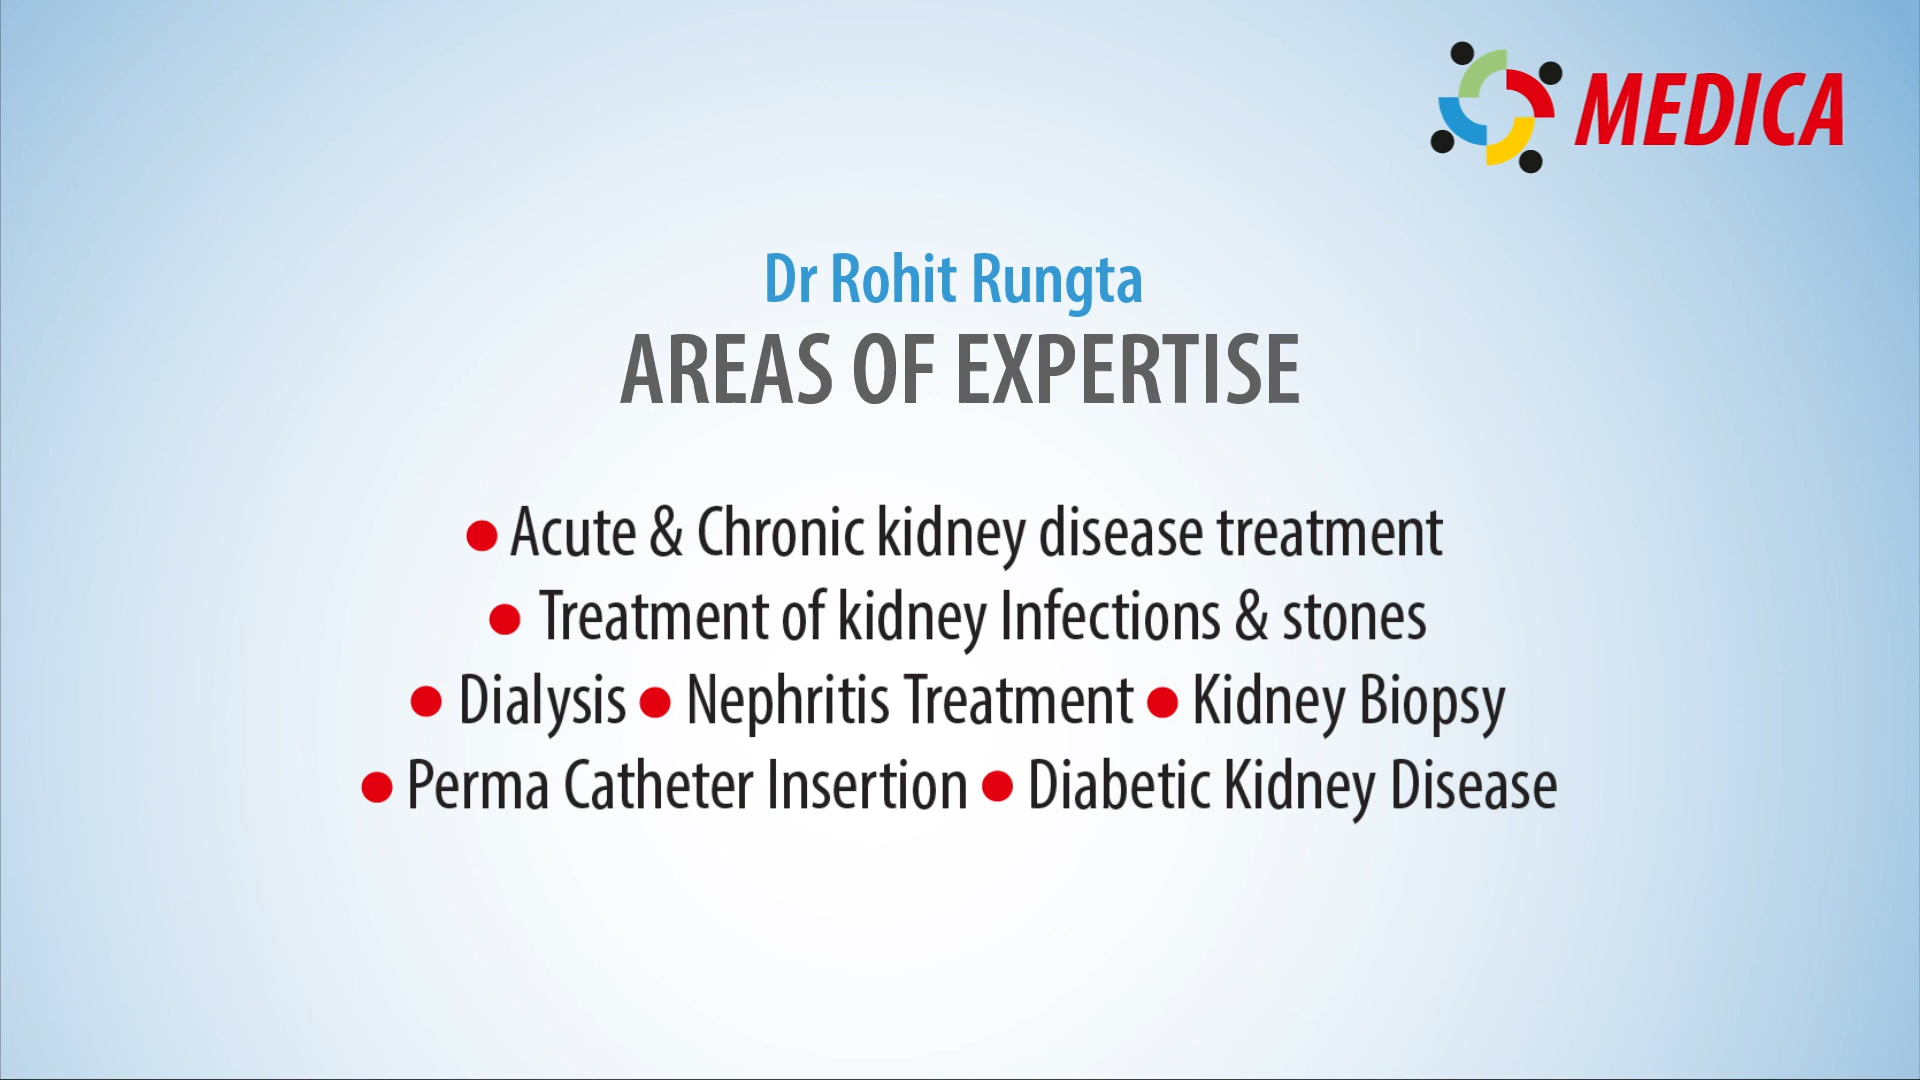 MEDICA
Dr Rohit Rungta
AREAS OF EXPERTISE
● Acute & Chronic kidney disease treatment
● Treatment of kidney Infections & stones
● Dialysis ● Nephritis Treatment ● Kidney Biopsy
● Perma Catheter Insertion ● Diabetic Kidney Disease